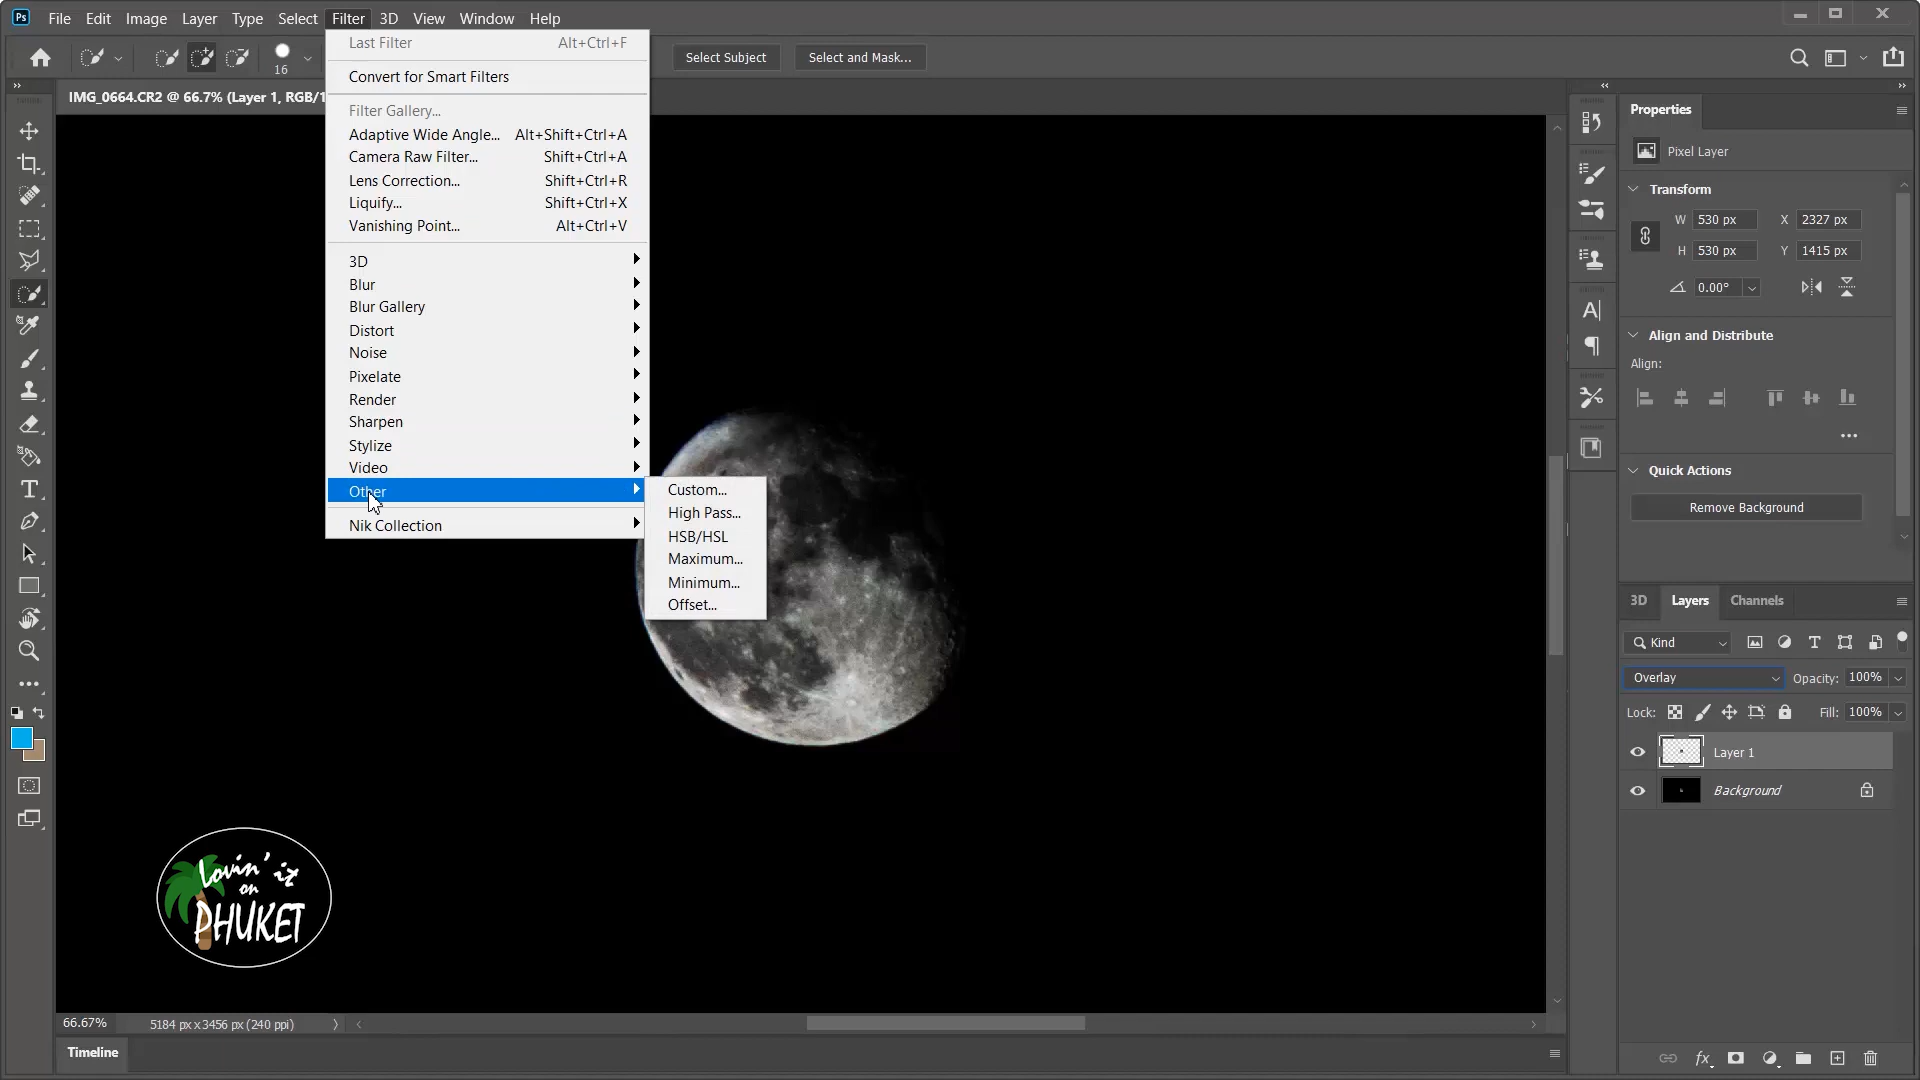 Ps File Edit Image Layer Type Select Filter 3D View Window Help
16 Select Subject Select and Mask...
IMG_0664.CR2 @ 66.7% (Layer 1, RGB/1
Last Filter Alt+Ctrl+F
Convert for Smart Filters
Filter Gallery...
Adaptive Wide Angle... Alt+Shift+Ctrl+A
Camera Raw Filter... Shift+Ctrl+A
Lens Correction... Shift+Ctrl+R
Liquify... Shift+Ctrl+X
Vanishing Point... Alt+Ctrl+V
3D
Blur
Blur Gallery
Distort
Noise
Pixelate
Render
Sharpen
Stylize
Video
Other
Nik Collection
Custom...
High Pass...
HSB/HSL
Maximum...
Minimum...
Offset...
Lovin' it
on
PHUKET
66.67% 5184 px x 3456 px (240 ppi)
Timeline
Properties
Pixel Layer
Transform
W 530 px X 2327 px
H 530 px Y 1415 px
0.00°
Align and Distribute
Align:
Quick Actions
Remove Background
3D Layers Channels
Kind
Overlay Opacity: 100%
Lock: Fill: 100%
Layer 1
Background